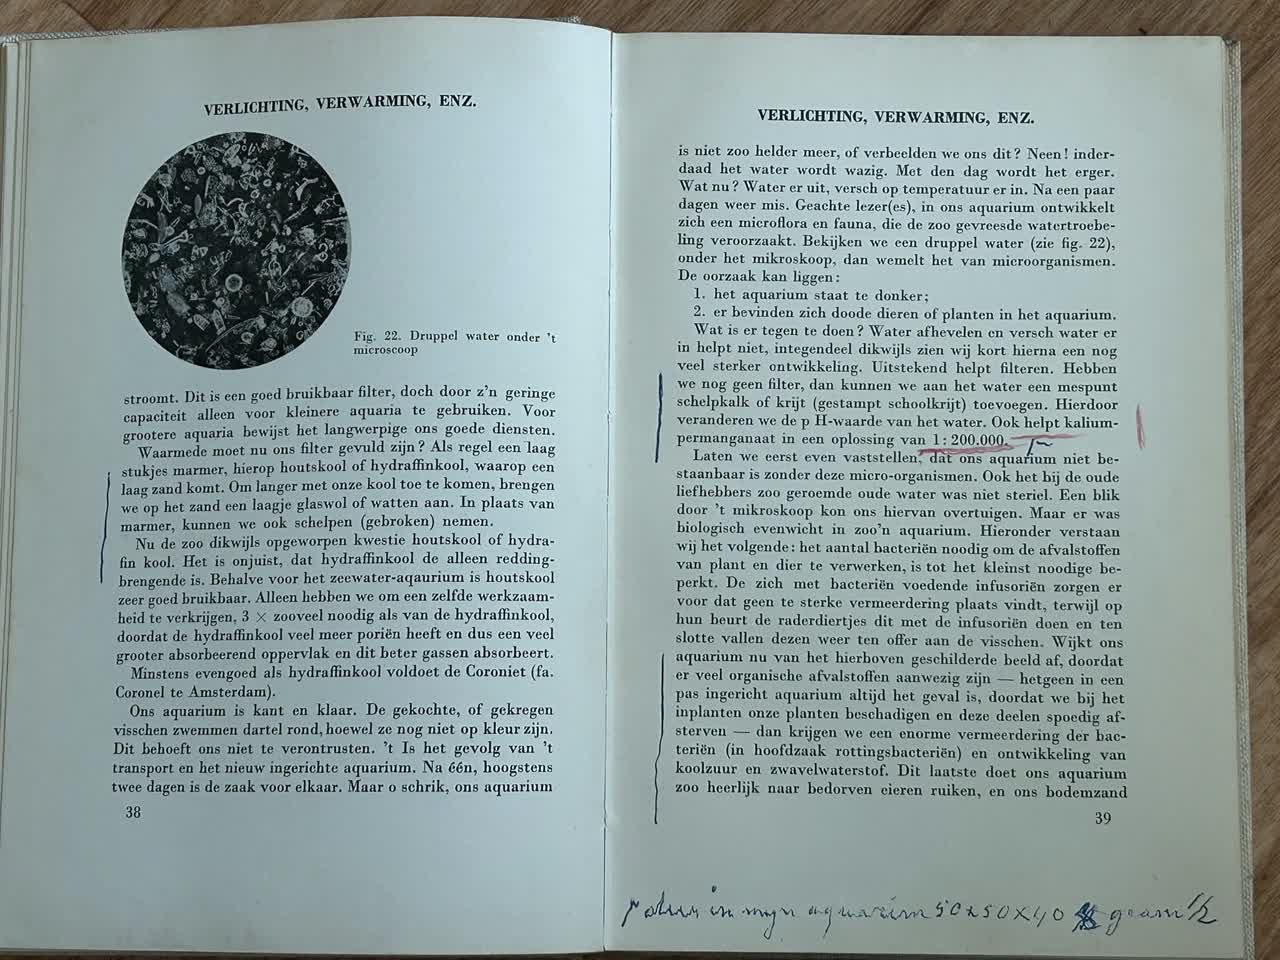 VERLICHTING, VERWARMING, ENZ.
Fig. 22. Druppel water onder 't
microscoop
stroomt. Dit is een goed bruikbaar filter, doch door z'n geringe
capaciteit alleen voor kleinere aquaria te gebruiken. Voor
grootere aquaria bewijst het langwerpige ons goede diensten.
Waarmede moet nu ons filter gevuld zijn? Als regel een laag
stukjes marmer, hierop houtskool of hydraffinkool, waarop een
laag zand komt. Om langer met onze kool toe te komen, brengen
we op het zand een laagje glaswol of watten aan. In plaats van
marmer, kunnen we ook schelpen (gebroken) nemen.
Nu de zoo dikwijls opgeworpen kwestie houtskool of hydra-
fin kool. Het is onjuist, dat hydraffinkool de alleen redding-
brengende is. Behalve voor het zeewater-aqaurium is houtskool
zeer goed bruikbaar. Alleen hebben we om een zelfde werkzaam-
heid te verkrijgen, 3 × zooveel noodig als van de hydraffinkool,
doordat de hydraffinkool veel meer poriën heeft en dus een veel
grooter absorbeerend oppervlak en dit beter gassen absorbeert.
Minstens evengoed als hydraffinkool voldoet de Coroniet (fa.
Coronel te Amsterdam).
Ons aquarium is kant en klaar. De gekochte, of gekregen
visschen zwemmen dartel rond, hoewel ze nog niet op kleur zijn.
Dit behoeft ons niet te verontrusten. 't Is het gevolg van 't
transport en het nieuw ingerichte aquarium. Na één, hoogstens
twee dagen is de zaak voor elkaar. Maar o schrik, ons aquarium
38
VERLICHTING, VERWARMING, ENZ.
is niet zoo helder meer, of verbeelden we ons dit? Neen! inder-
daad het water wordt wazig. Met den dag wordt het erger.
Wat nu? Water er uit, versch op temperatuur er in. Na een paar
dagen weer mis. Geachte lezer(es), in ons aquarium ontwikkelt
zich een microflora en fauna, die de zoo gevreesde watertroebe-
ling veroorzaakt. Bekijken we een druppel water (zie fig. 22),
onder het mikroskoop, dan wemelt het van microorganismen.
De oorzaak kan liggen:
1. het aquarium staat te donker;
2. er bevinden zich doode dieren of planten in het aquarium.
Wat is er tegen te doen? Water afhevelen en versch water er
in helpt niet, integendeel dikwijls zien wij kort hierna een nog
veel sterker ontwikkeling. Uitstekend helpt filteren. Hebben
we nog geen filter, dan kunnen we aan het water een mespunt
schelpkalk of krijt (gestampt schoolkrijt) toevoegen. Hierdoor
veranderen we de p H-waarde van het water. Ook helpt kalium-
permanganaat in een oplossing van 1 : 200.000.
Laten we eerst even vaststellen, dat ons aquarium niet be-
staanbaar is zonder deze micro-organismen. Ook het bij de oude
liefhebbers zoo geroemde oude water was niet steriel. Een blik
door 't mikroskoop kon ons hiervan overtuigen. Maar er was
biologisch evenwicht in zoo'n aquarium. Hieronder verstaan
wij het volgende: het aantal bacteriën noodig om de afvalstoffen
van plant en dier te verwerken, is tot het kleinst noodige be-
perkt. De zich met bacteriën voedende infusoriën zorgen er
voor dat geen te sterke vermeerdering plaats vindt, terwijl op
hun beurt de raderdiertjes dit met de infusoriën doen en ten
slotte vallen dezen weer ten offer aan de visschen. Wijkt ons
aquarium nu van het hierboven geschilderde beeld af, doordat
er veel organische afvalstoffen aanwezig zijn — hetgeen in een
pas ingericht aquarium altijd het geval is, doordat we bij het
inplanten onze planten beschadigen en deze deelen spoedig af-
sterven — dan krijgen we een enorme vermeerdering der bac-
teriën (in hoofdzaak rottingsbacteriën) en ontwikkeling van
koolzuur en zwavelwaterstof. Dit laatste doet ons aquarium
zoo heerlijk naar bedorven eieren ruiken, en ons bodemzand
39
in mijn aquarium 50x50x40 gram 1/2